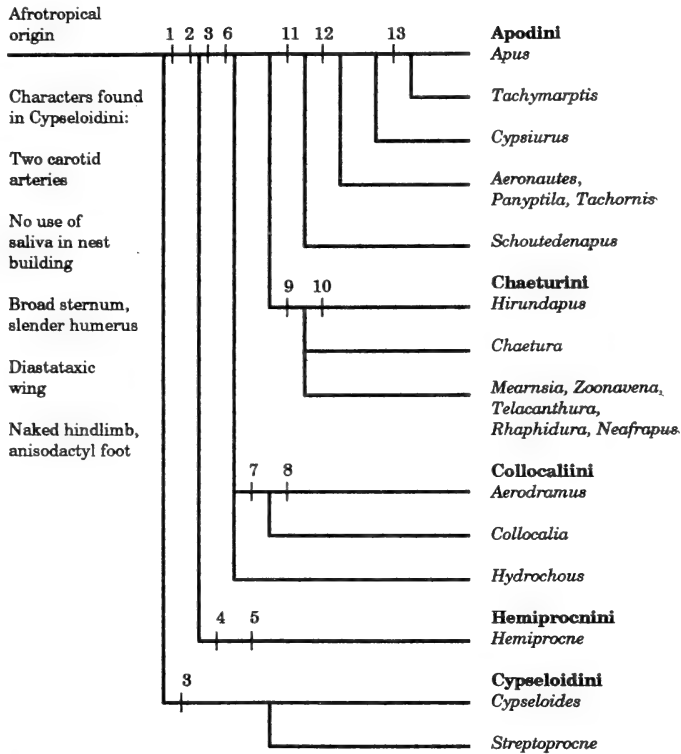 Afrotropical
origin
1 2 3 6 11 12 13
Apodini
Apus
Characters found
in Cypseloidini:
Two carotid
arteries
No use of
saliva in nest
building
Broad sternum,
slender humerus
Diastataxic
wing
Naked hindlimb,
anisodactyl foot
Tachymarptis
Cypsiurus
Aeronautes,
Panyptila, Tachornis
Schoutedenapus
Chaeturini
9 10
Hirundapus
Chaetura
Mearnsia, Zoonavena,
Telacanthura,
Rhaphidura, Neafrapus
Collocaliini
7 8
Aerodramus
Collocalia
Hydrochous
Hemiprocnini
4 5
Hemiprocne
Cypseloidini
3
Cypseloides
Streptoprocne